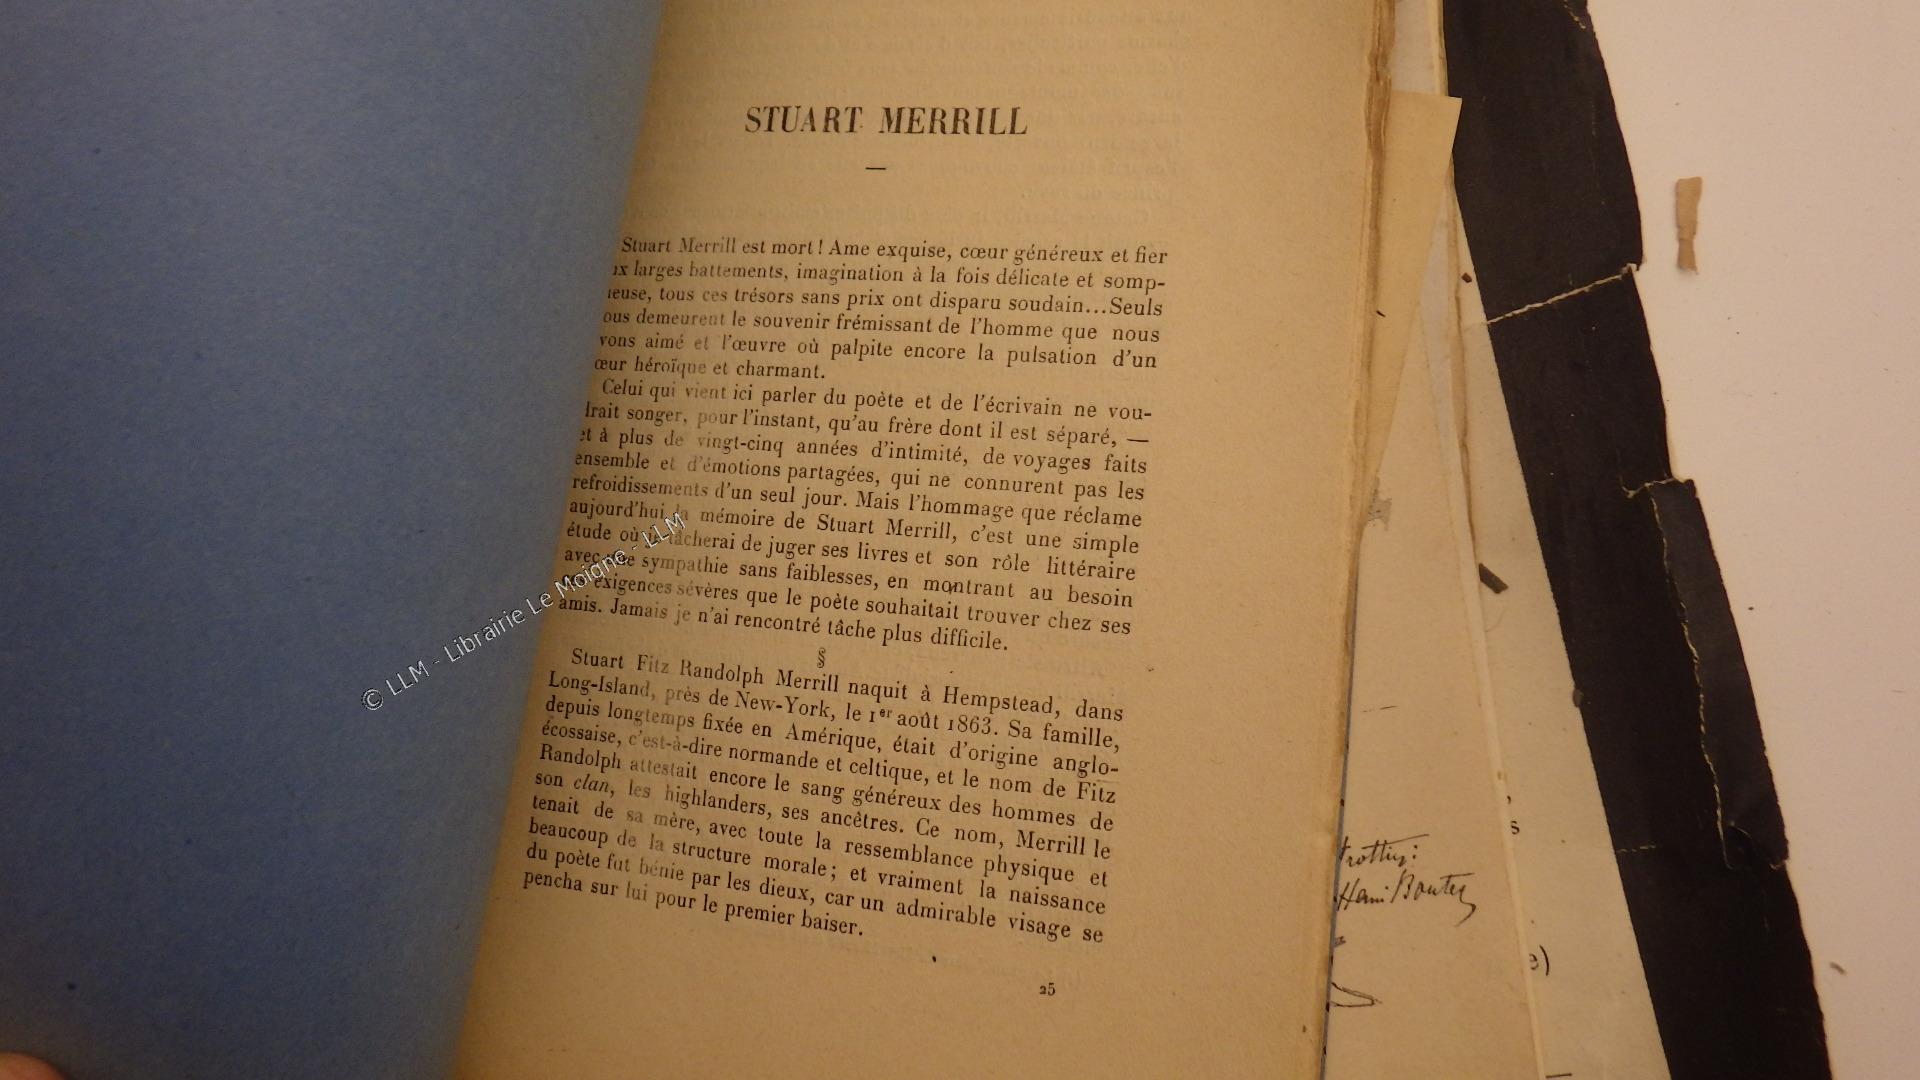 STUART MERRILL
Stuart Merrill est mort ! Ame exquise, cœur généreux et fier
ux larges battements, imagination à la fois délicate et somp-
ueuse, tous ces trésors sans prix ont disparu soudain...Seuls
ous demeurent le souvenir frémissant de l'homme que nous
vons aimé et l'œuvre où palpite encore la pulsation d'un
œur héroïque et charmant.
Celui qui vient ici parler du poète et de l'écrivain ne vou-
drait songer, pour l'instant, qu'au frère dont il est séparé, —
et à plus de vingt-cinq années d'intimité, de voyages faits
ensemble et d'émotions partagées, qui ne connurent pas les
refroidissements d'un seul jour. Mais l'hommage que réclame
aujourd'hui la mémoire de Stuart Merrill, c'est une simple
étude où je tâcherai de juger ses livres et son rôle littéraire
avec une sympathie sans faiblesses, en montrant au besoin
exigences sévères que le poète souhaitait trouver chez ses
amis. Jamais je n'ai rencontré tâche plus difficile.
§
Stuart Fitz Randolph Merrill naquit à Hempstead, dans
Long-Island, près de New-York, le 1er août 1863. Sa famille,
depuis longtemps fixée en Amérique, était d'origine anglo-
écossaise, c'est-à-dire normande et celtique, et le nom de Fitz
Randolph attestait encore le sang généreux des hommes de
son clan, les highlanders, ses ancêtres. Ce nom, Merrill le
tenait de sa mère, avec toute la ressemblance physique et
beaucoup de la structure morale ; et vraiment la naissance
du poète fut bénie par les dieux, car un admirable visage se
pencha sur lui pour le premier baiser.
25
© LLM - Librairie Le Moigne - LLM
s
e)